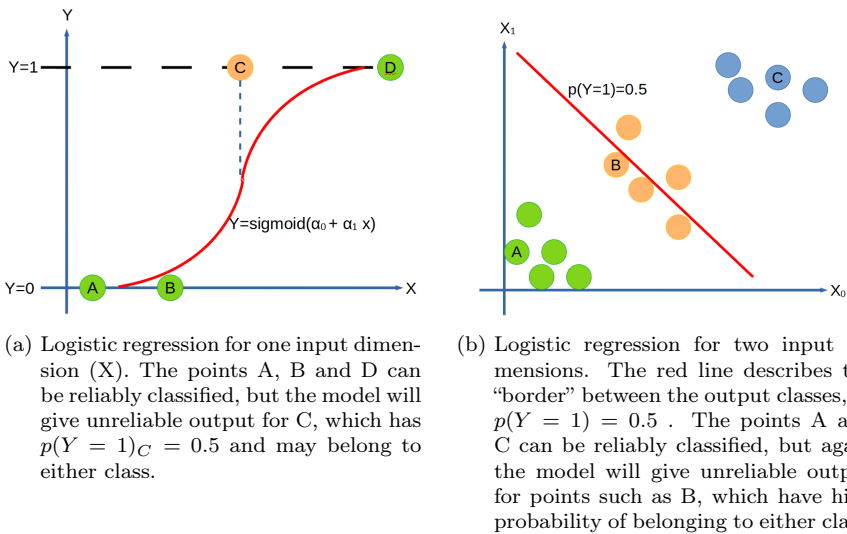 Y
Y=1
C
D
Y=sigmoid(α₀ + α₁ x)
Y=0
A
B
X
X₁
p(Y=1)=0.5
C
B
A
X₀
(a) Logistic regression for one input dimen-
sion (X). The points A, B and D can
be reliably classified, but the model will
give unreliable output for C, which has
p(Y = 1)C = 0.5 and may belong to
either class.
(b) Logistic regression for two input
mensions. The red line describes
“border” between the output classes,
p(Y = 1) = 0.5 . The points A
C can be reliably classified, but
the model will give unreliable
for points such as B, which have
probability of belonging to either